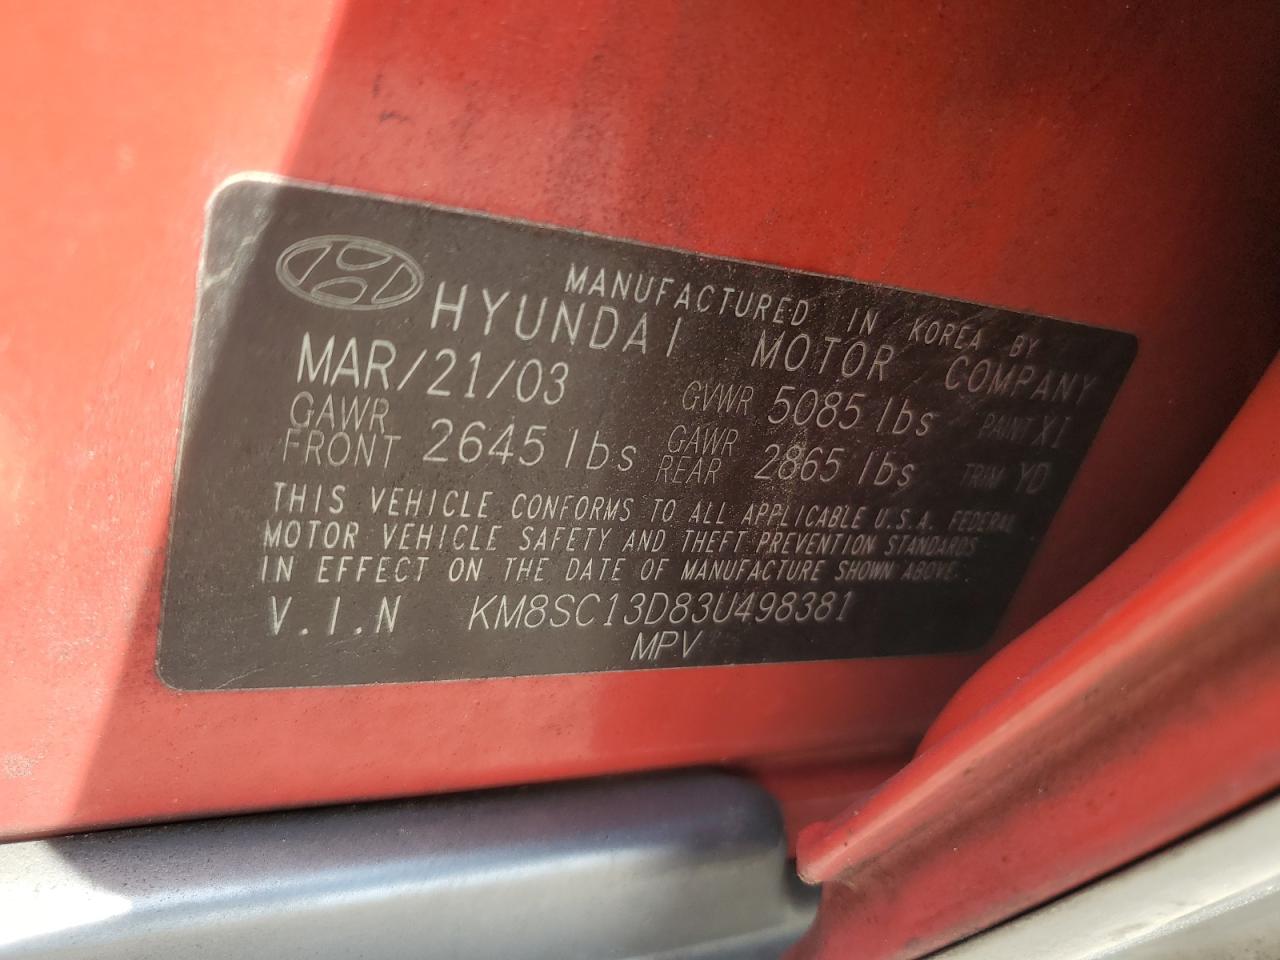 MANUFACTURED IN KOREA BY
HYUNDAI MOTOR COMPANY
MAR/21/03 GVWR 5085 lbs PAINT XI
GAWR FRONT 2645 lbs GAWR REAR 2865 lbs TRIM YD
THIS VEHICLE CONFORMS TO ALL APPLICABLE U.S.A. FEDERAL
MOTOR VEHICLE SAFETY AND THEFT PREVENTION STANDARDS
IN EFFECT ON THE DATE OF MANUFACTURE SHOWN ABOVE.
V.I.N KM8SC13D83U498381
MPV